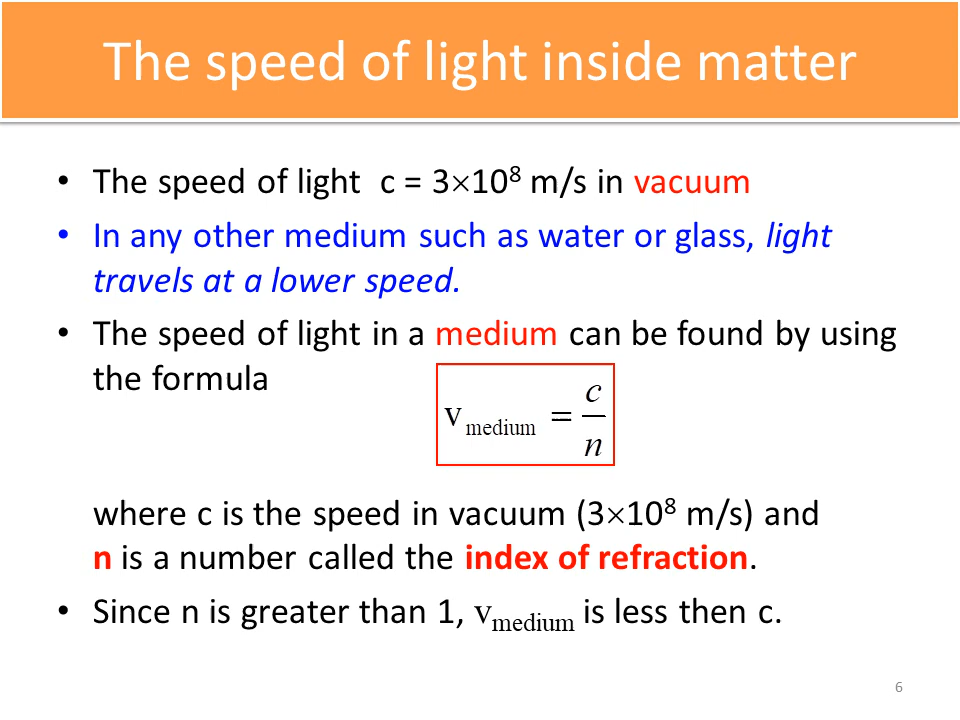 The speed of light inside matter
• The speed of light c = 3×10⁸ m/s in vacuum
• In any other medium such as water or glass, light
travels at a lower speed.
• The speed of light in a medium can be found by using
the formula
v_medium = c/n
where c is the speed in vacuum (3×10⁸ m/s) and
n is a number called the index of refraction.
• Since n is greater than 1, v_medium is less then c.
6